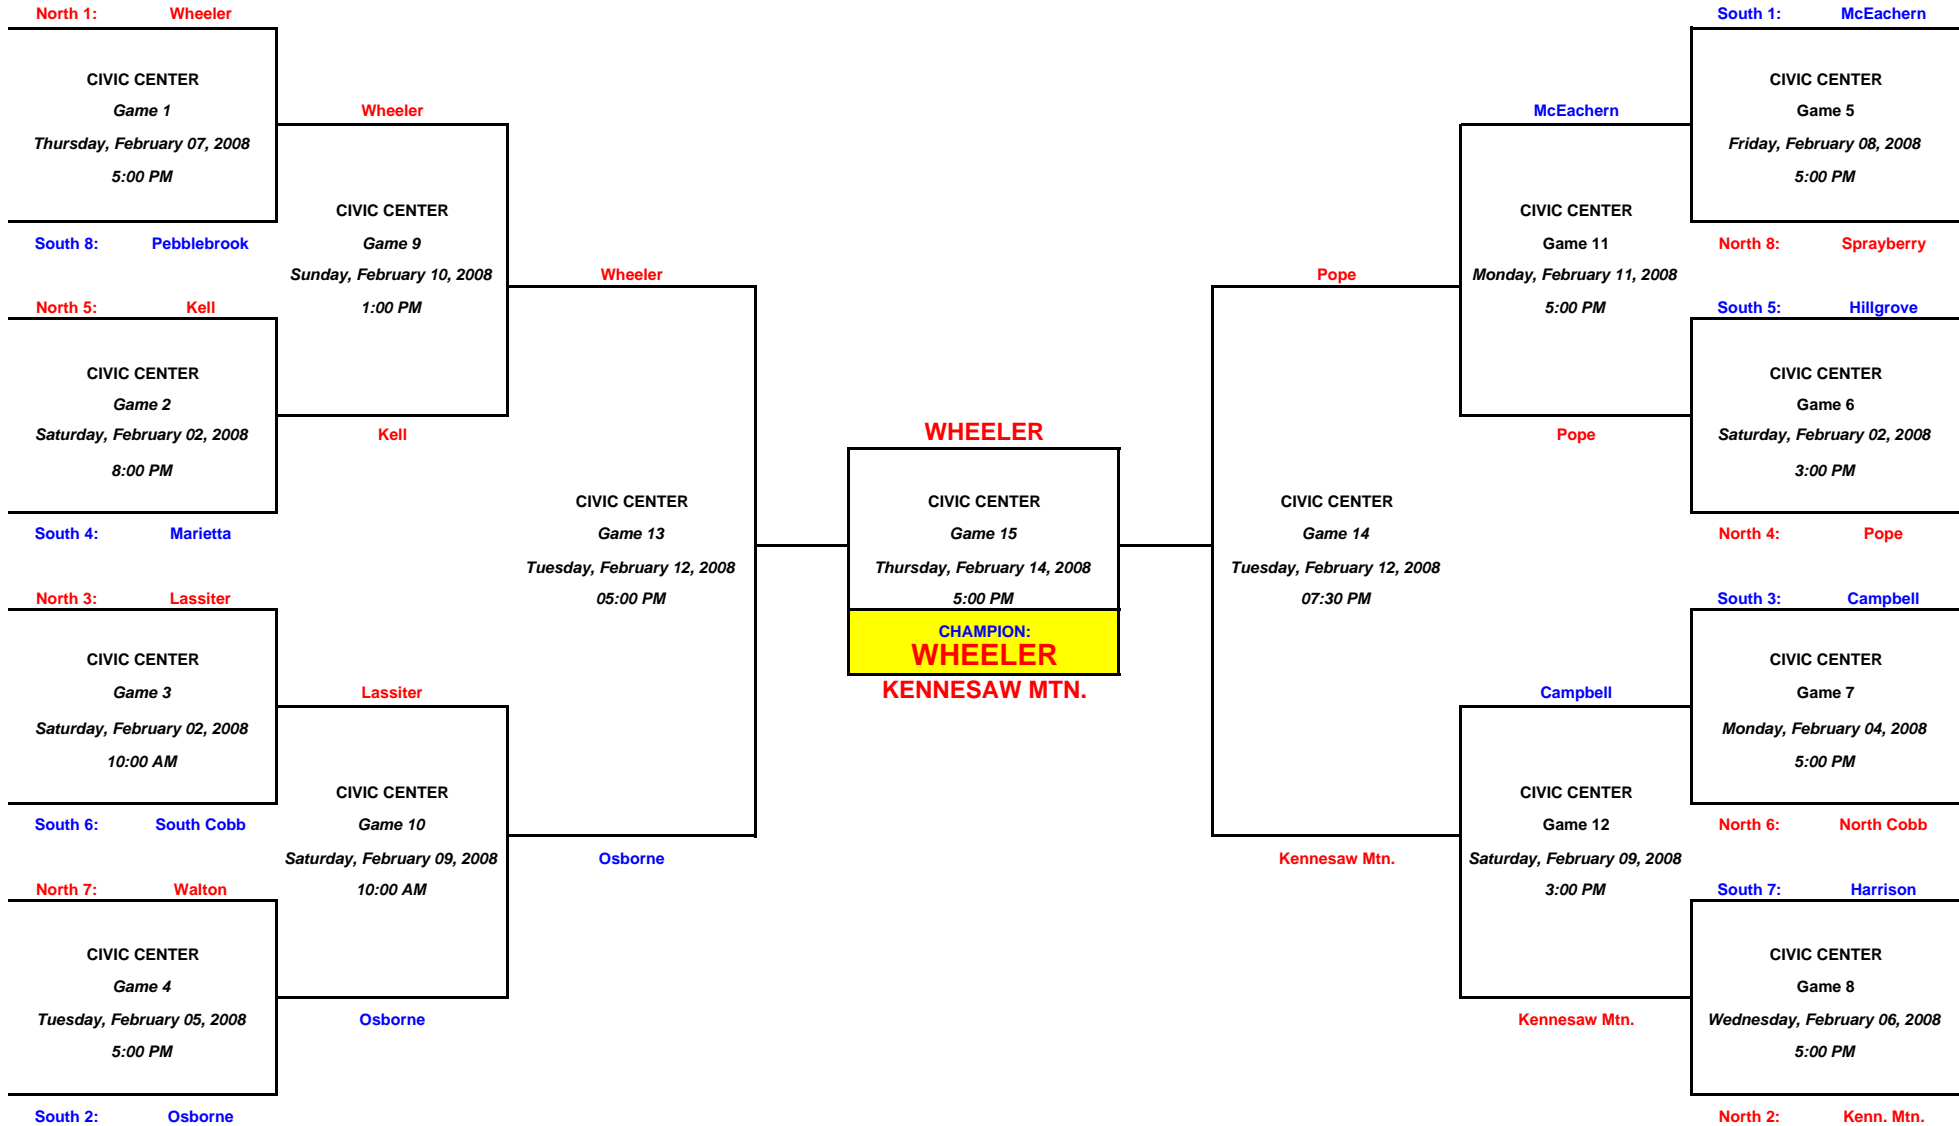 North 1: Wheeler
CIVIC CENTER
Game 1
Thursday, February 07, 2008
5:00 PM
South 8: Pebblebrook
North 5: Kell
CIVIC CENTER
Game 2
Saturday, February 02, 2008
8:00 PM
South 4: Marietta
North 3: Lassiter
CIVIC CENTER
Game 3
Saturday, February 02, 2008
10:00 AM
South 6: South Cobb
North 7: Walton
CIVIC CENTER
Game 4
Tuesday, February 05, 2008
5:00 PM
South 2: Osborne
Wheeler
CIVIC CENTER
Game 9
Sunday, February 10, 2008
1:00 PM
Kell
Lassiter
CIVIC CENTER
Game 10
Saturday, February 09, 2008
10:00 AM
Osborne
Wheeler
CIVIC CENTER
Game 13
Tuesday, February 12, 2008
05:00 PM
Osborne
WHEELER
CIVIC CENTER
Game 15
Thursday, February 14, 2008
5:00 PM
CHAMPION:
WHEELER
KENNESAW MTN.
Pope
CIVIC CENTER
Game 14
Tuesday, February 12, 2008
07:30 PM
Kennesaw Mtn.
McEachern
CIVIC CENTER
Game 11
Monday, February 11, 2008
5:00 PM
Pope
Campbell
CIVIC CENTER
Game 12
Saturday, February 09, 2008
3:00 PM
Kennesaw Mtn.
South 1: McEachern
CIVIC CENTER
Game 5
Friday, February 08, 2008
5:00 PM
North 8: Sprayberry
South 5: Hillgrove
CIVIC CENTER
Game 6
Saturday, February 02, 2008
3:00 PM
North 4: Pope
South 3: Campbell
CIVIC CENTER
Game 7
Monday, February 04, 2008
5:00 PM
North 6: North Cobb
South 7: Harrison
CIVIC CENTER
Game 8
Wednesday, February 06, 2008
5:00 PM
North 2: Kenn. Mtn.